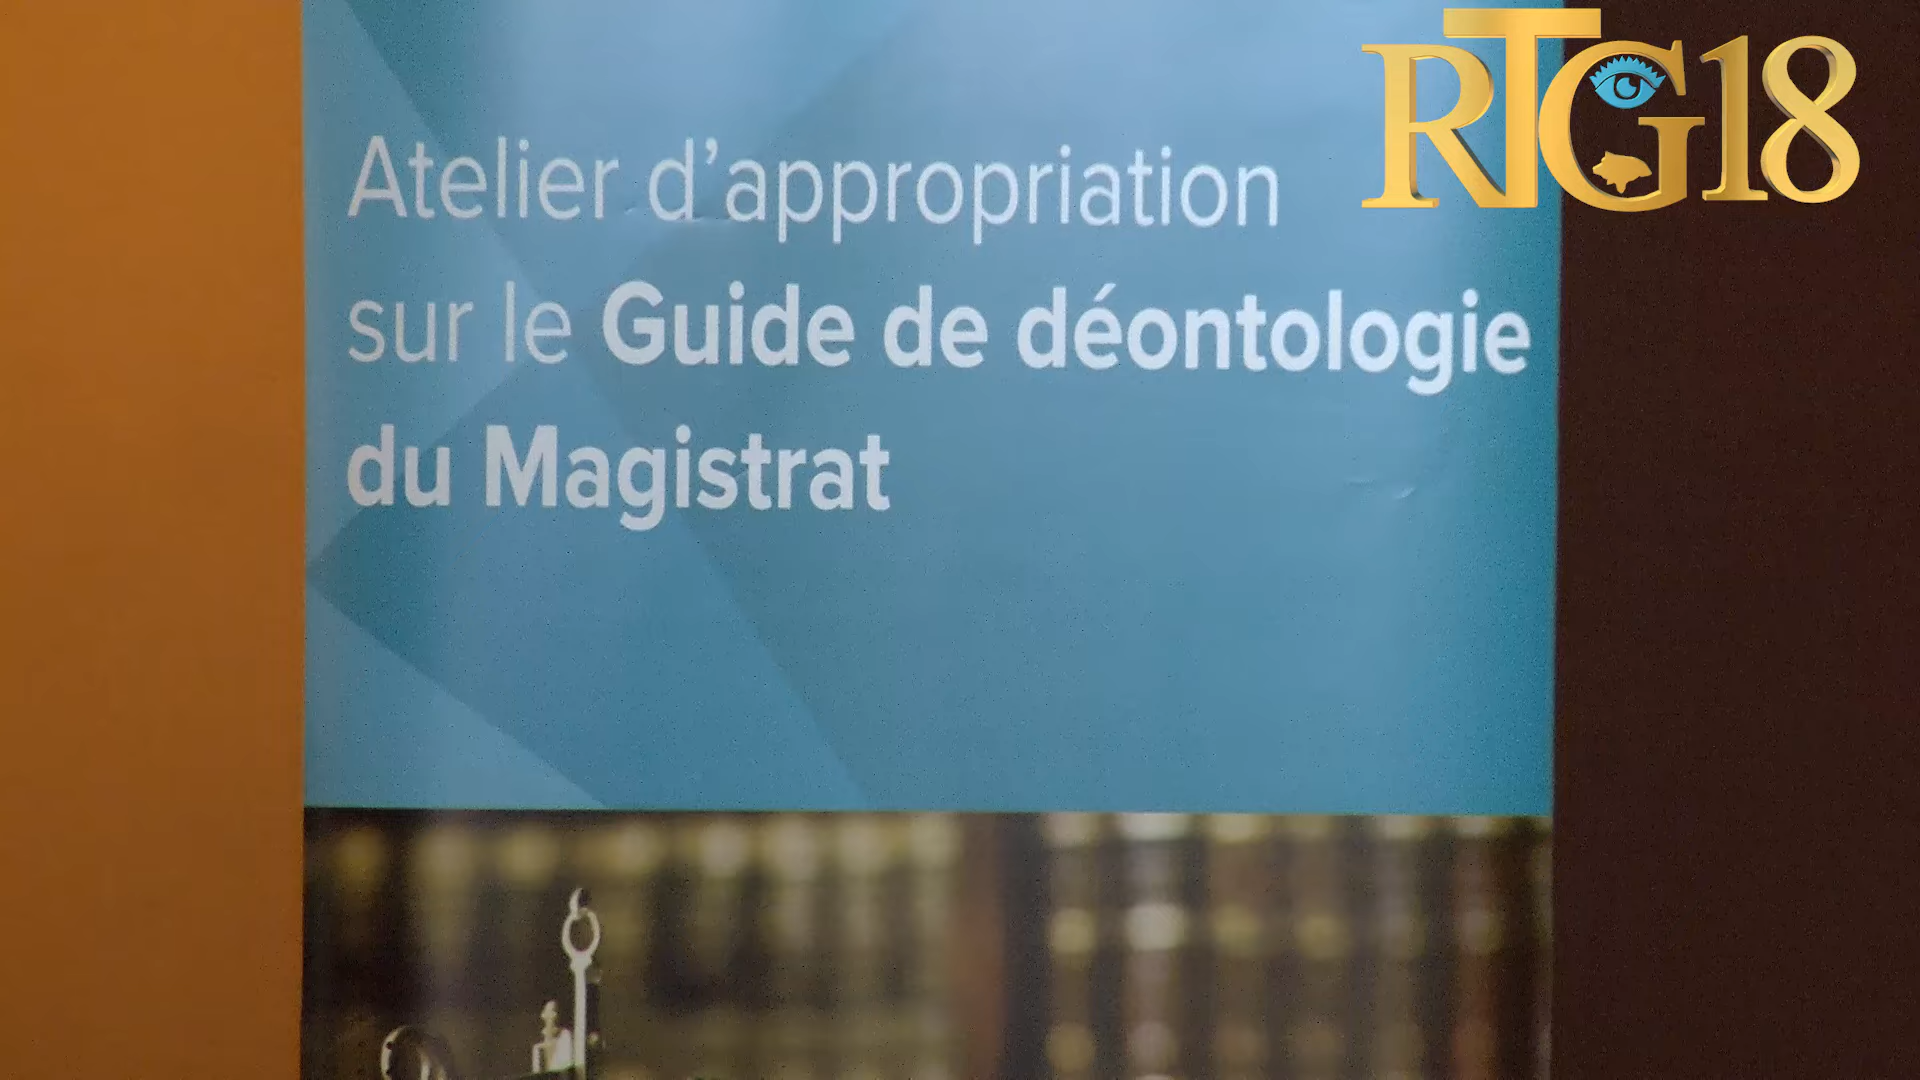 RTG18
Atelier d’appropriation
sur le Guide de déontologie
du Magistrat